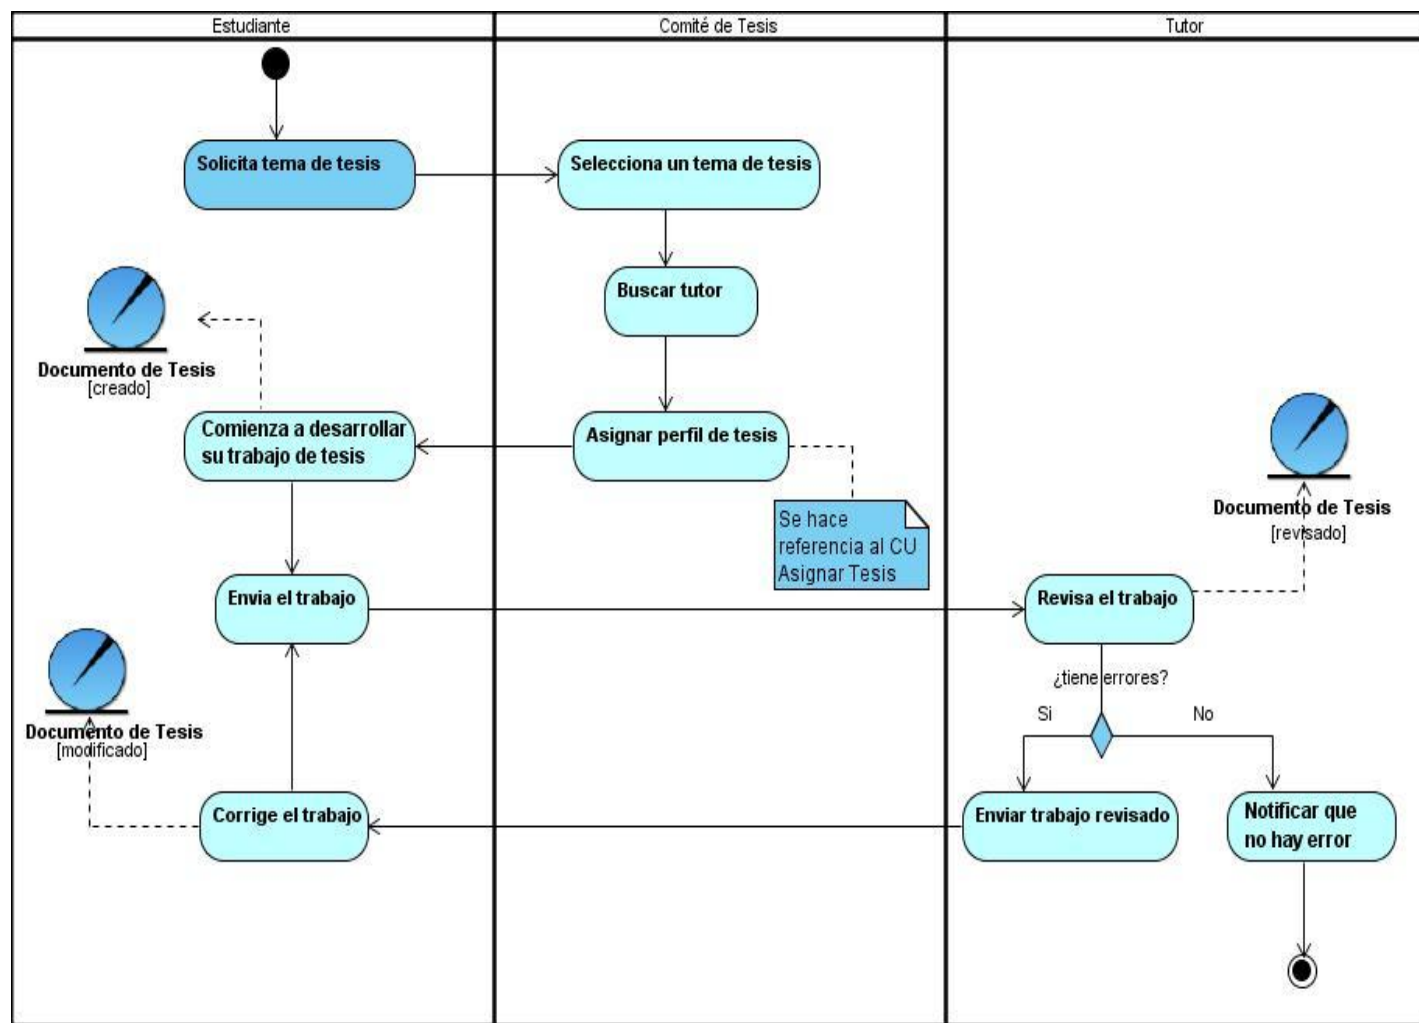 Estudiante
Comité de Tesis
Tutor
Solicita tema de tesis
Selecciona un tema de tesis
Buscar tutor
Documento de Tesis
[creado]
Comienza a desarrollar
su trabajo de tesis
Asignar perfil de tesis
Se hace
referencia al CU
Asignar Tesis
Documento de Tesis
[revisado]
Envia el trabajo
Revisa el trabajo
¿tiene errores?
Si
No
Documento de Tesis
[modificado]
Corrige el trabajo
Enviar trabajo revisado
Notificar que
no hay error